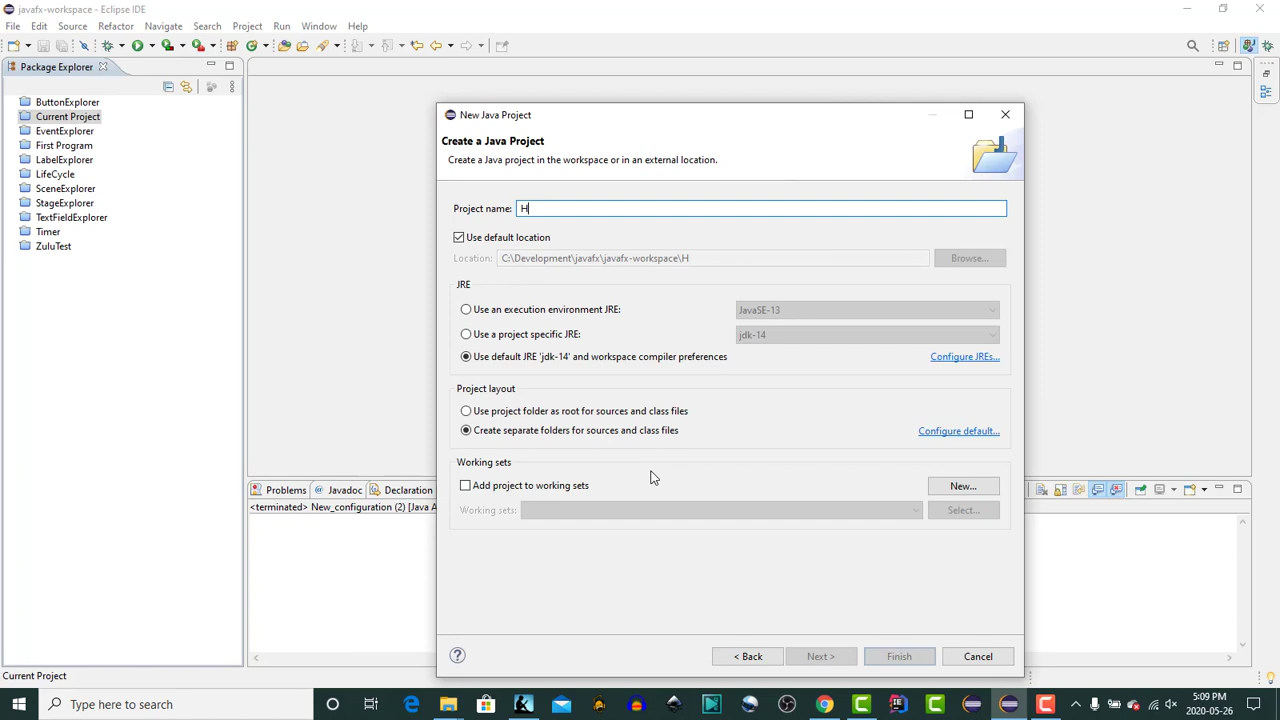 javafx-workspace - Eclipse IDE
File Edit Source Refactor Navigate Search Project Run Window Help
Package Explorer
ButtonExplorer
Current Project
EventExplorer
First Program
LabelExplorer
LifeCycle
SceneExplorer
StageExplorer
TextFieldExplorer
Timer
ZuluTest
New Java Project
Create a Java Project
Create a Java project in the workspace or in an external location.
Project name: H
Use default location
Location: C:\Development\javafx\javafx-workspace\H Browse...
JRE
Use an execution environment JRE: JavaSE-13
Use a project specific JRE: jdk-14
Use default JRE 'jdk-14' and workspace compiler preferences Configure JREs...
Project layout
Use project folder as root for sources and class files
Create separate folders for sources and class files Configure default...
Working sets
Add project to working sets New...
Working sets: Select...
? < Back Next > Finish Cancel
Problems Javadoc Declaration
<terminated> New_configuration (2) [Java A
Current Project
Type here to search
5:09 PM
2020-05-26